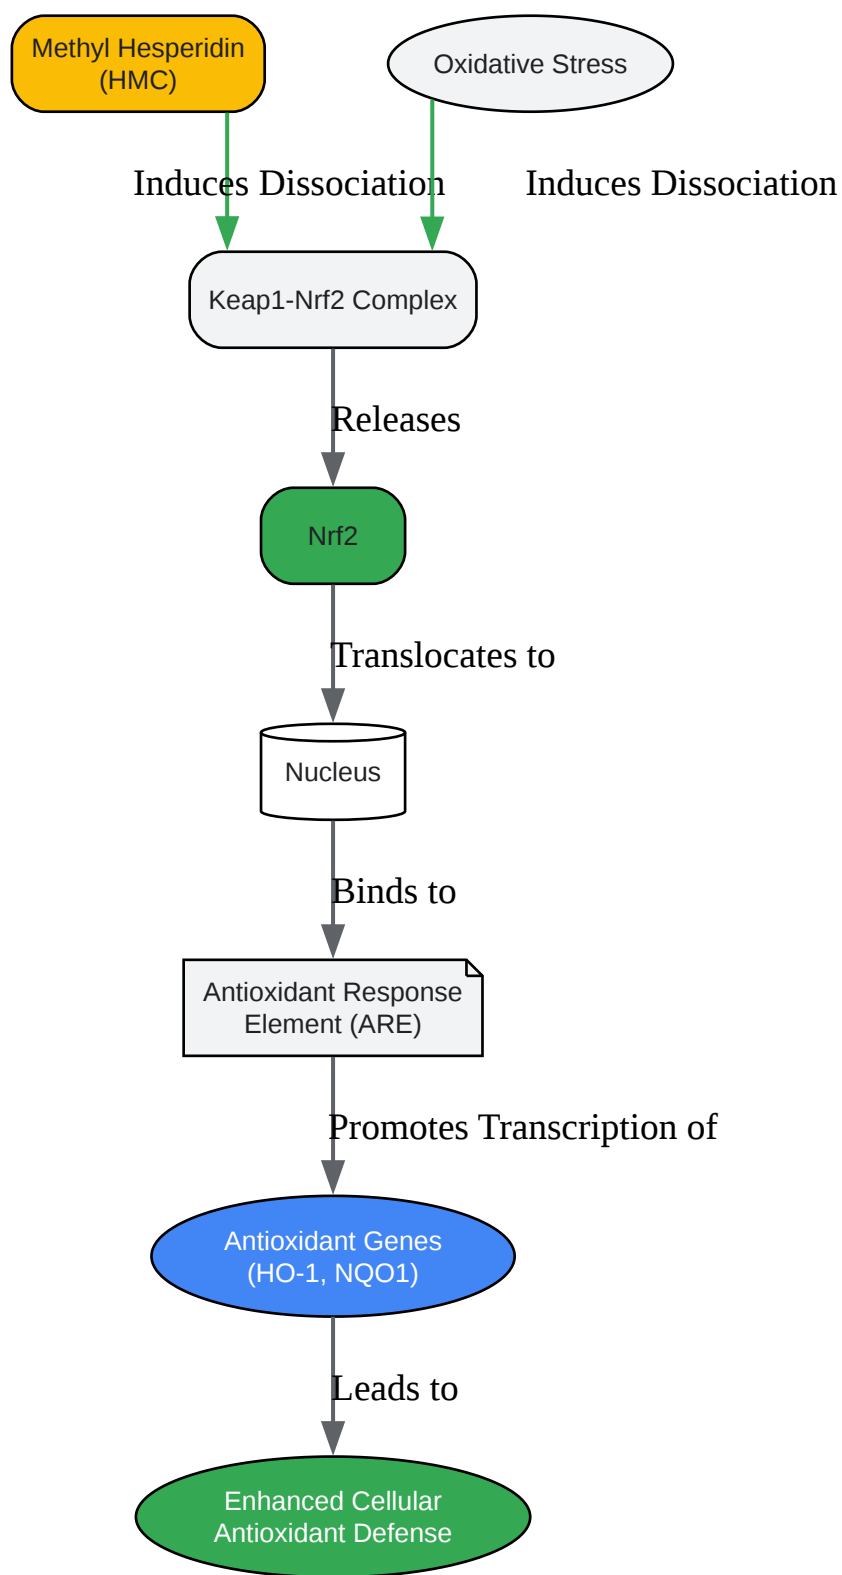 Methyl Hesperidin
(HMC)
Oxidative Stress
Induces Dissociation
Induces Dissociation
Keap1-Nrf2 Complex
Releases
Nrf2
Translocates to
Nucleus
Binds to
Antioxidant Response
Element (ARE)
Promotes Transcription of
Antioxidant Genes
(HO-1, NQO1)
Leads to
Enhanced Cellular
Antioxidant Defense